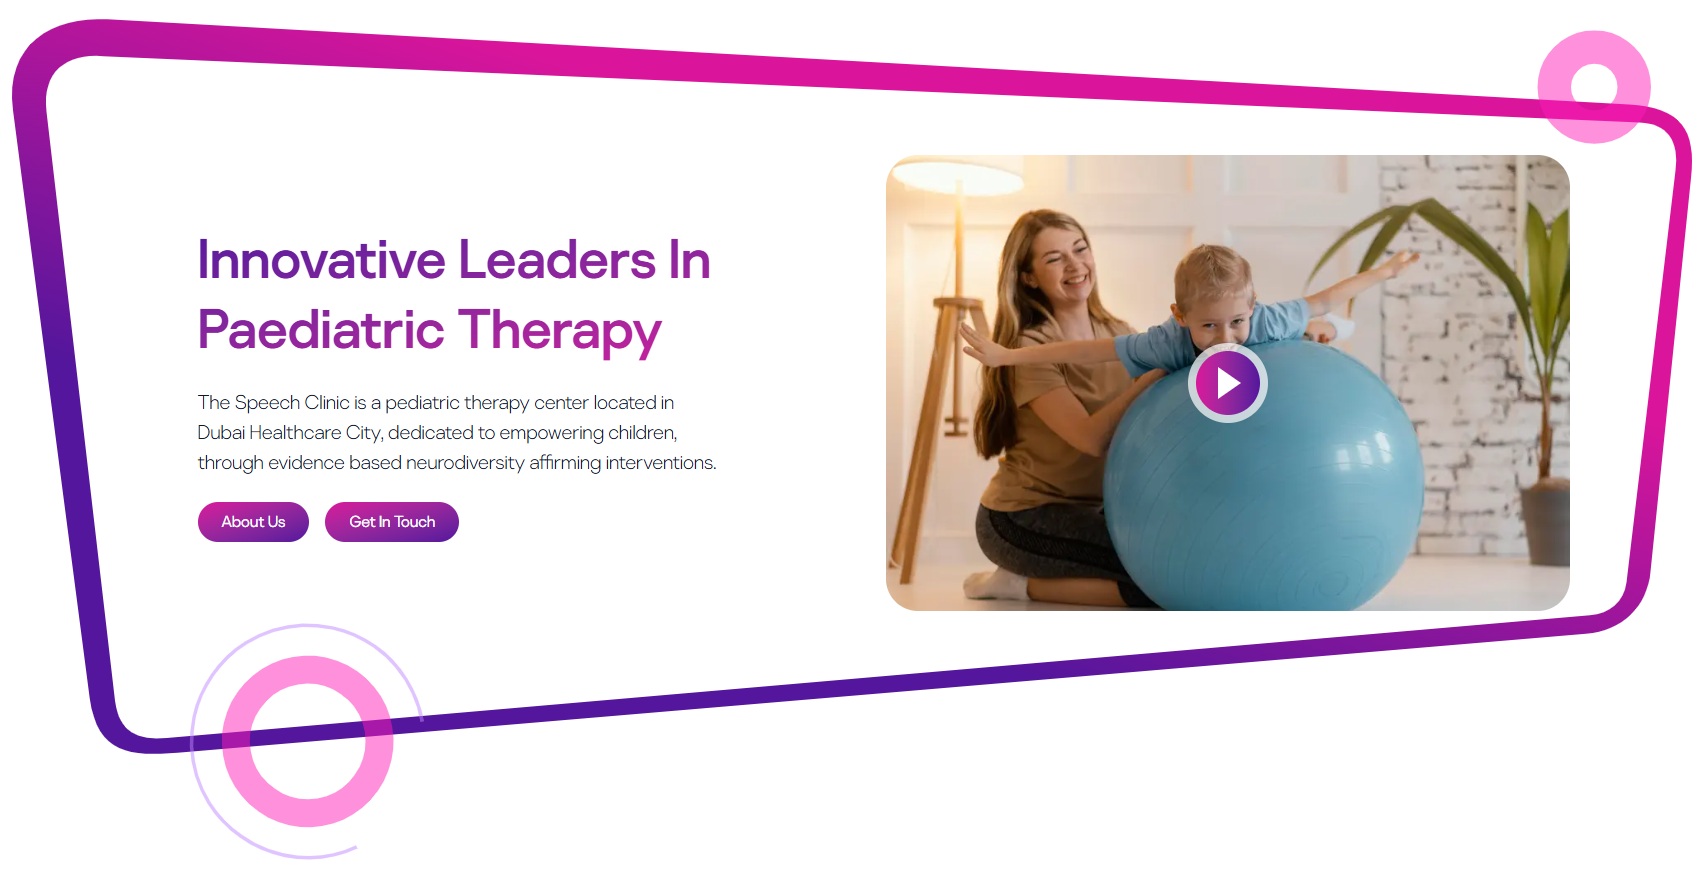 Innovative Leaders In
Paediatric Therapy
The Speech Clinic is a pediatric therapy center located in
Dubai Healthcare City, dedicated to empowering children,
through evidence based neurodiversity affirming interventions.
About Us
Get In Touch